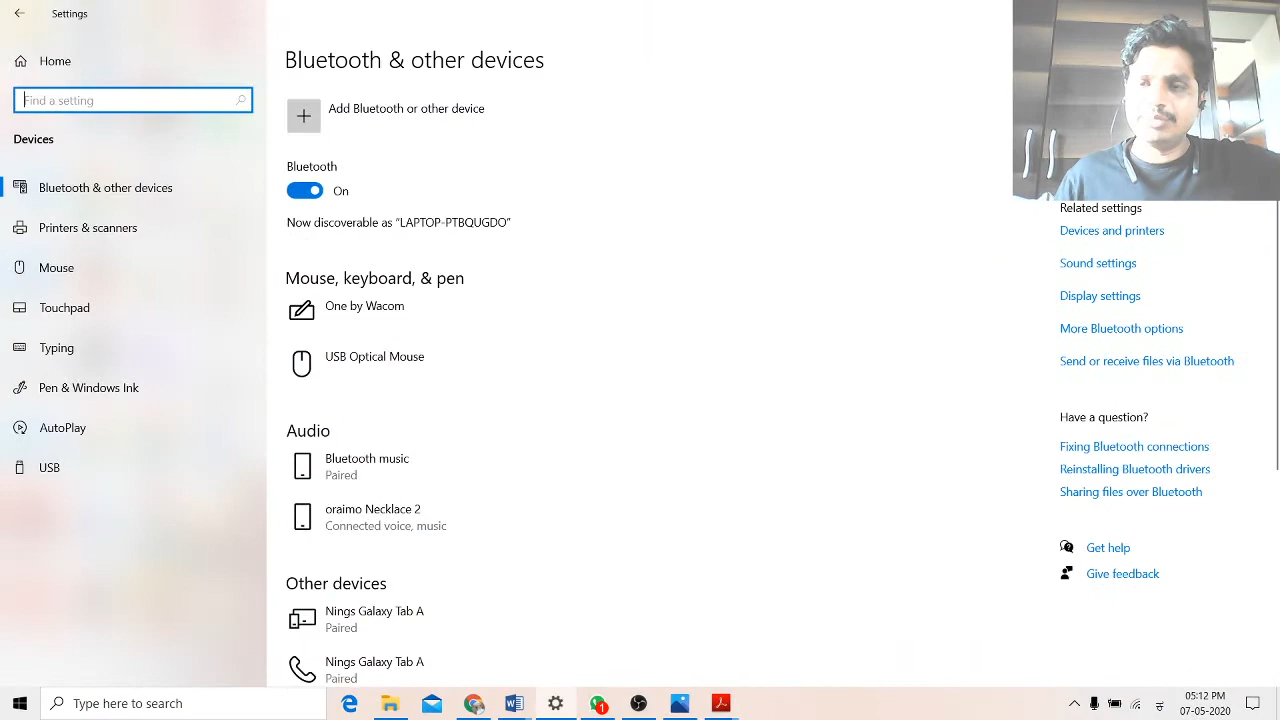 Settings
Home
Find a setting
Devices
Bluetooth & other devices
Printers & scanners
Mouse
Touchpad
Typing
Pen & Windows Ink
AutoPlay
USB
Bluetooth & other devices
Add Bluetooth or other device
Bluetooth
On
Now discoverable as “LAPTOP-PTBQUGDO”
Mouse, keyboard, & pen
One by Wacom
USB Optical Mouse
Audio
Bluetooth music
Paired
oraimo Necklace 2
Connected voice, music
Other devices
Nings Galaxy Tab A
Paired
Nings Galaxy Tab A
Paired
Related settings
Devices and printers
Sound settings
Display settings
More Bluetooth options
Send or receive files via Bluetooth
Have a question?
Fixing Bluetooth connections
Reinstalling Bluetooth drivers
Sharing files over Bluetooth
Get help
Give feedback
Type here to search
1
05:12 PM
07-05-2020